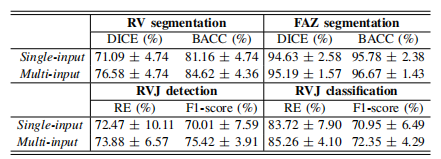 RV segmentation FAZ segmentation
DICE (%) BACC (%) DICE (%) BACC (%)
Single-input 71.09 ± 4.74 81.16 ± 4.74 94.63 ± 2.58 95.78 ± 2.38
Multi-input 76.58 ± 4.74 84.62 ± 4.36 95.19 ± 1.57 96.67 ± 1.43
RVJ detection RVJ classification
RE (%) F1-score (%) RE (%) F1-score (%)
Single-input 72.47 ± 10.11 70.01 ± 7.59 83.72 ± 7.90 70.95 ± 6.49
Multi-input 73.88 ± 6.57 75.42 ± 3.91 85.26 ± 4.10 72.35 ± 4.29